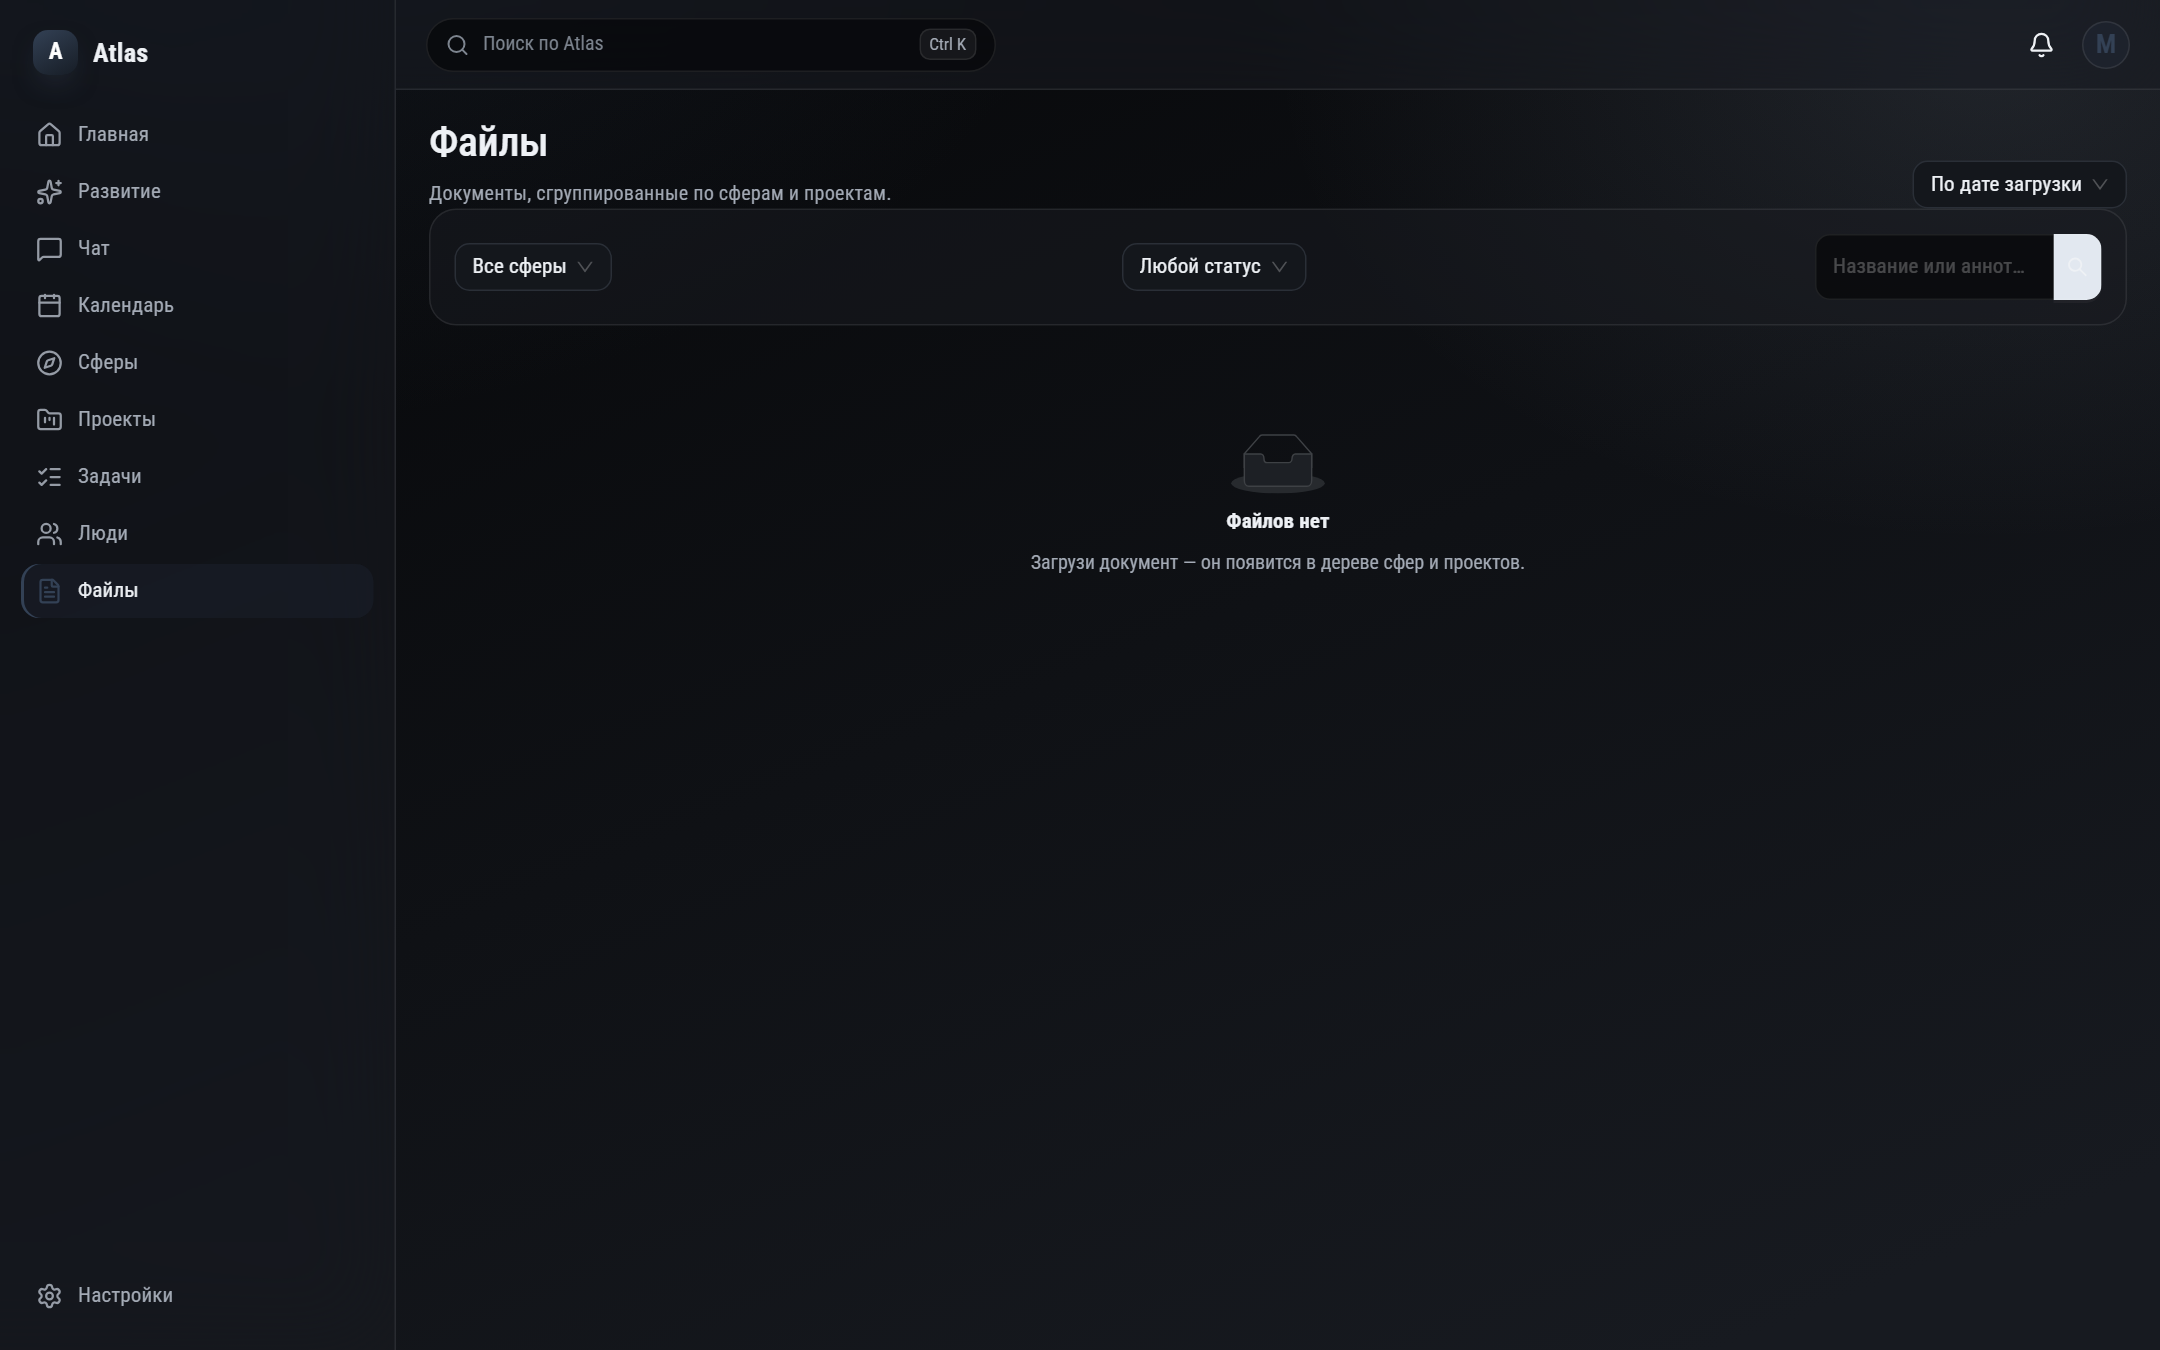 A Atlas
Поиск по Atlas
Ctrl K
M
Главная
Развитие
Чат
Календарь
Сферы
Проекты
Задачи
Люди
Файлы
Настройки
Файлы
Документы, сгруппированные по сферам и проектам.
По дате загрузки
Все сферы
Любой статус
Название или аннот...
Файлов нет
Загрузи документ — он появится в дереве сфер и проектов.